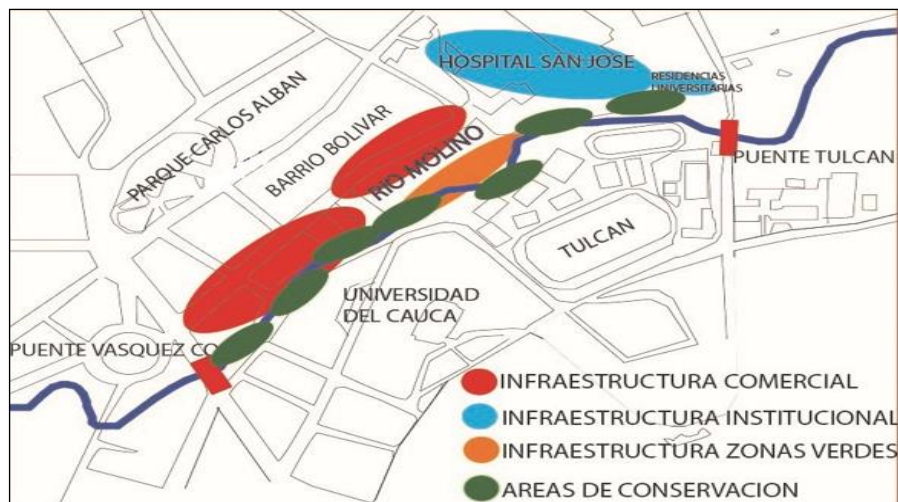 HOSPITAL SAN JOSE
RESIDENCIAS
UNIVERSITARIAS
PARQUE CARLOS ALBAN
BARRIO BOLIVAR
RIO MOLINO
PUENTE TULCAN
TULCAN
UNIVERSIDAD
DEL CAUCA
PUENTE VASQUEZ CO
INFRAESTRUCTURA COMERCIAL
INFRAESTRUCTURA INSTITUCIONAL
INFRAESTRUCTURA ZONAS VERDES
AREAS DE CONSERVACION